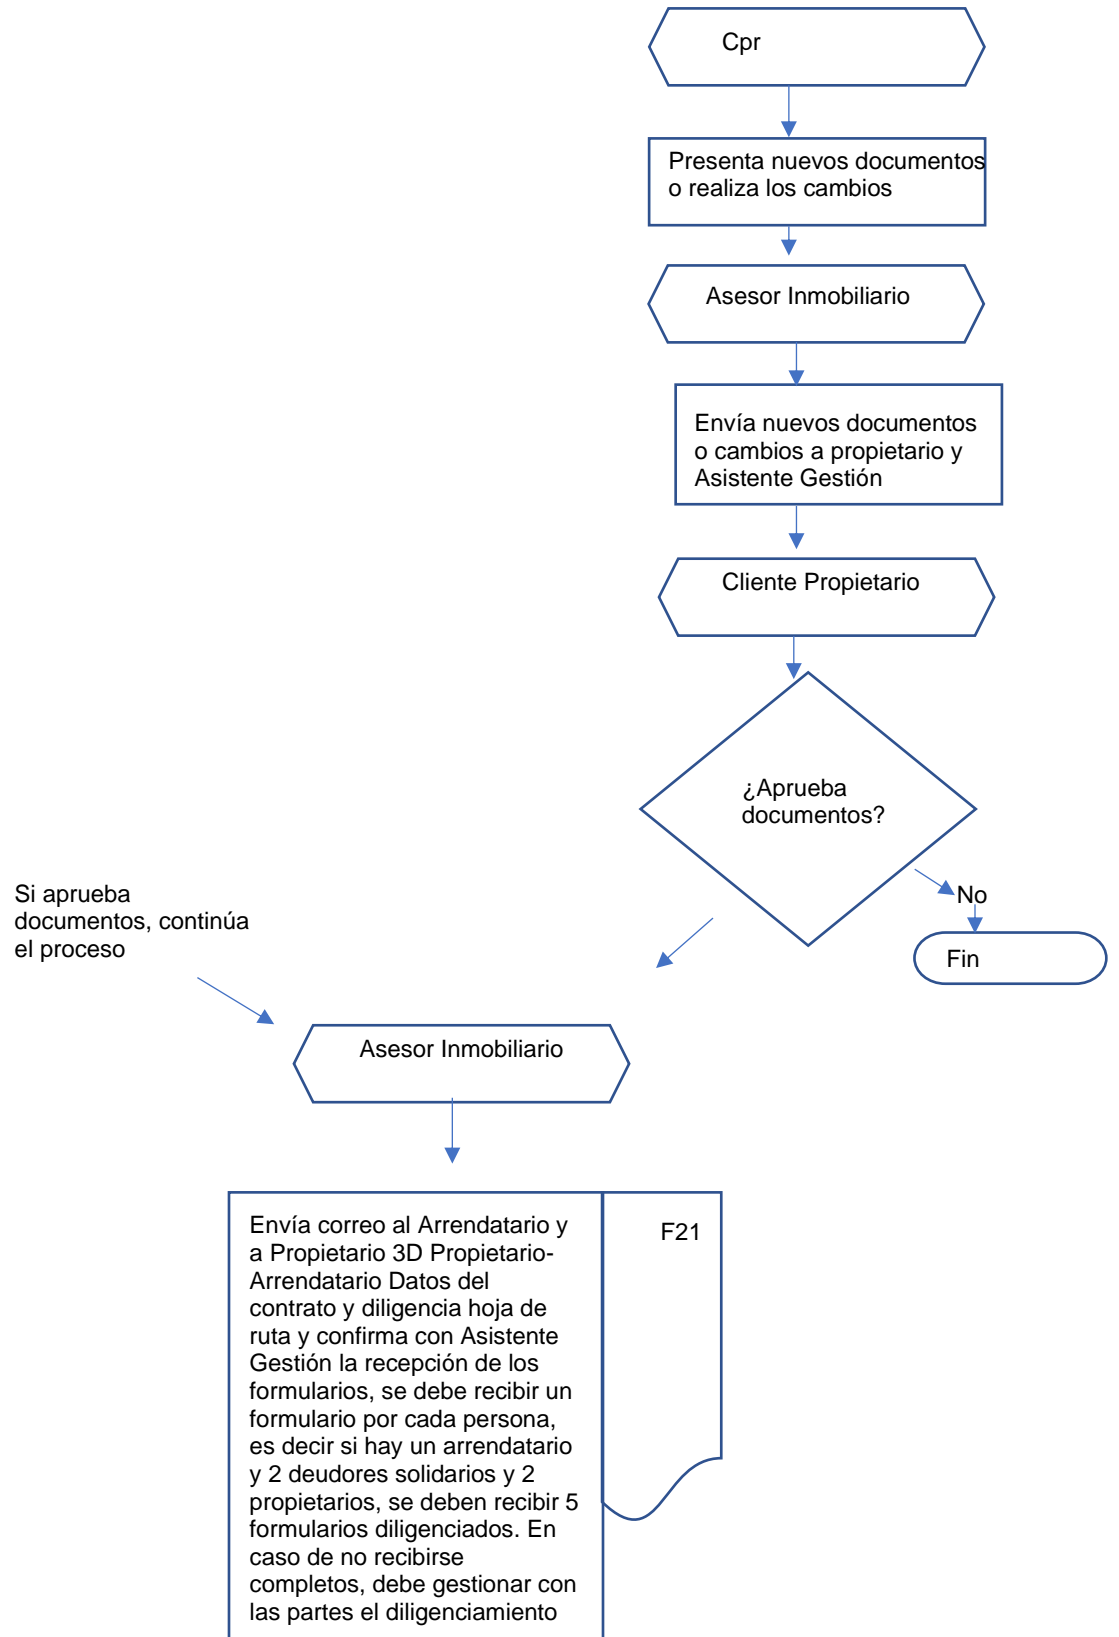 Cpr
Presenta nuevos documentos
o realiza los cambios
Asesor Inmobiliario
Envía nuevos documentos
o cambios a propietario y
Asistente Gestión
Cliente Propietario
¿Aprueba
documentos?
No
Fin
Si aprueba
documentos, continúa
el proceso
Asesor Inmobiliario
Envía correo al Arrendatario y
a Propietario 3D Propietario-
Arrendatario Datos del
contrato y diligencia hoja de
ruta y confirma con Asistente
Gestión la recepción de los
formularios, se debe recibir un
formulario por cada persona,
es decir si hay un arrendatario
y 2 deudores solidarios y 2
propietarios, se deben recibir 5
formularios diligenciados. En
caso de no recibirse
completos, debe gestionar con
las partes el diligenciamiento
F21